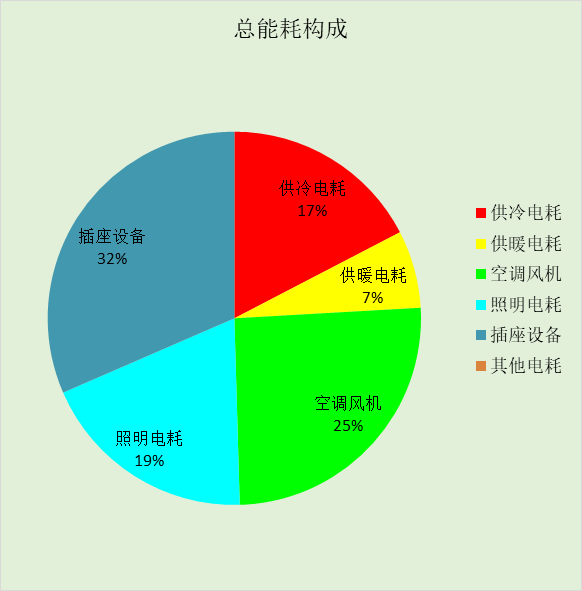 总能耗构成
供冷电耗
17%
供暖电耗
7%
空调风机
25%
照明电耗
19%
插座设备
32%
供冷电耗
供暖电耗
空调风机
照明电耗
插座设备
其他电耗